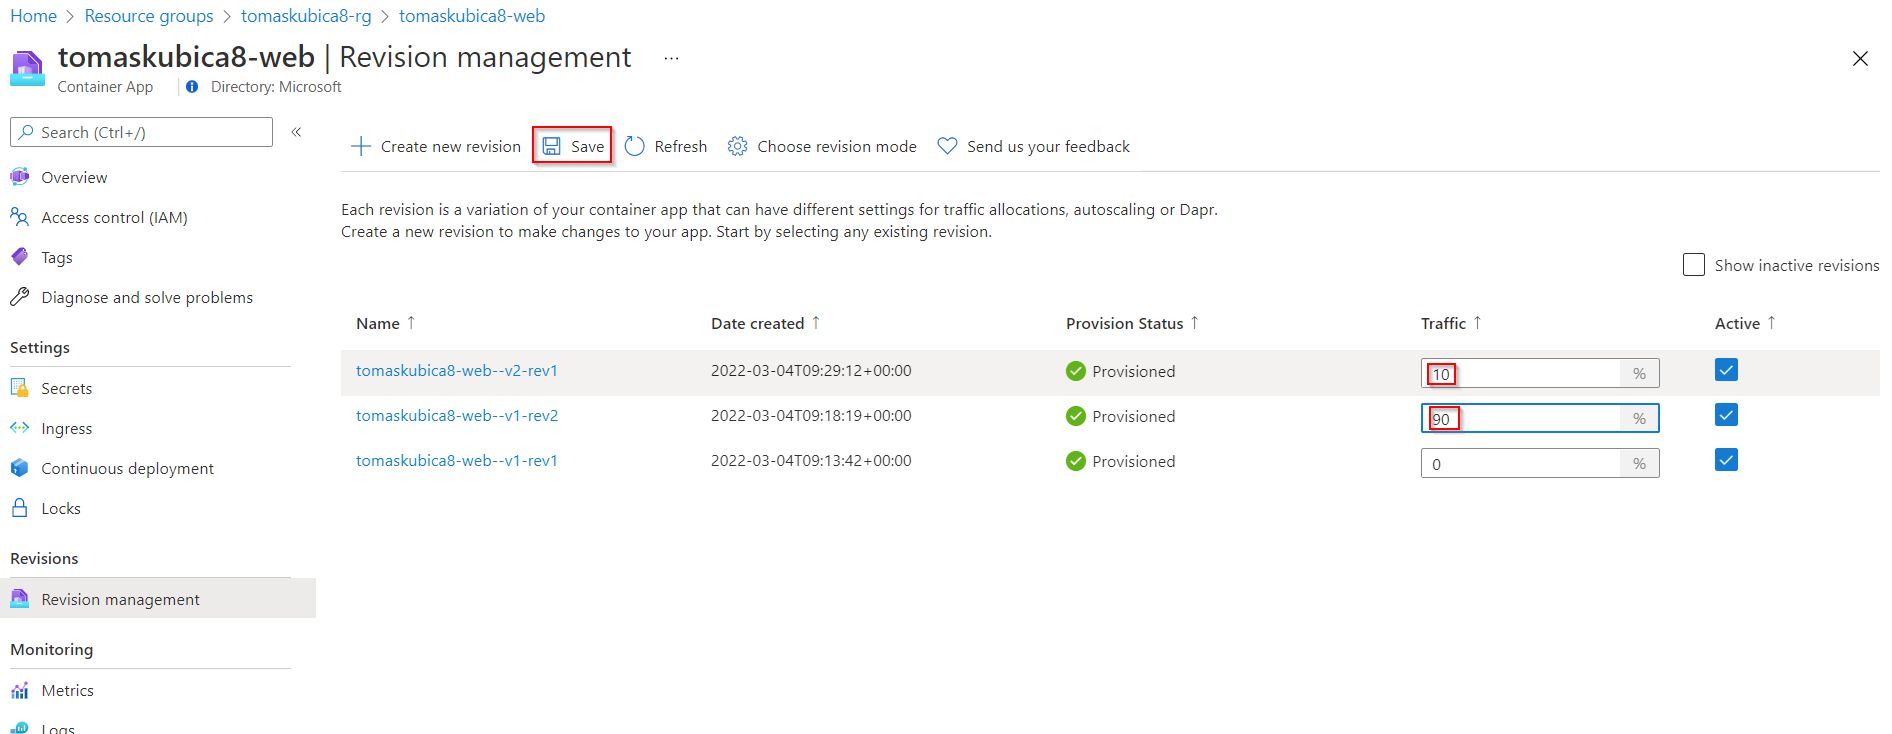 Home > Resource groups > tomaskubica8-rg > tomaskubica8-web
tomaskubica8-web | Revision management ...
Container App Directory: Microsoft
Search (Ctrl+/) «
Overview
Access control (IAM)
Tags
Diagnose and solve problems
Settings
Secrets
Ingress
Continuous deployment
Locks
Revisions
Revision management
Monitoring
Metrics
Logs
Create new revision Save Refresh Choose revision mode Send us your feedback
Each revision is a variation of your container app that can have different settings for traffic allocations, autoscaling or Dapr.
Create a new revision to make changes to your app. Start by selecting any existing revision.
Show inactive revisions
Name ↑ Date created ↑ Provision Status ↑ Traffic ↑ Active ↑
tomaskubica8-web--v2-rev1 2022-03-04T09:29:12+00:00 Provisioned 10 %
tomaskubica8-web--v1-rev2 2022-03-04T09:18:19+00:00 Provisioned 90 %
tomaskubica8-web--v1-rev1 2022-03-04T09:13:42+00:00 Provisioned 0 %